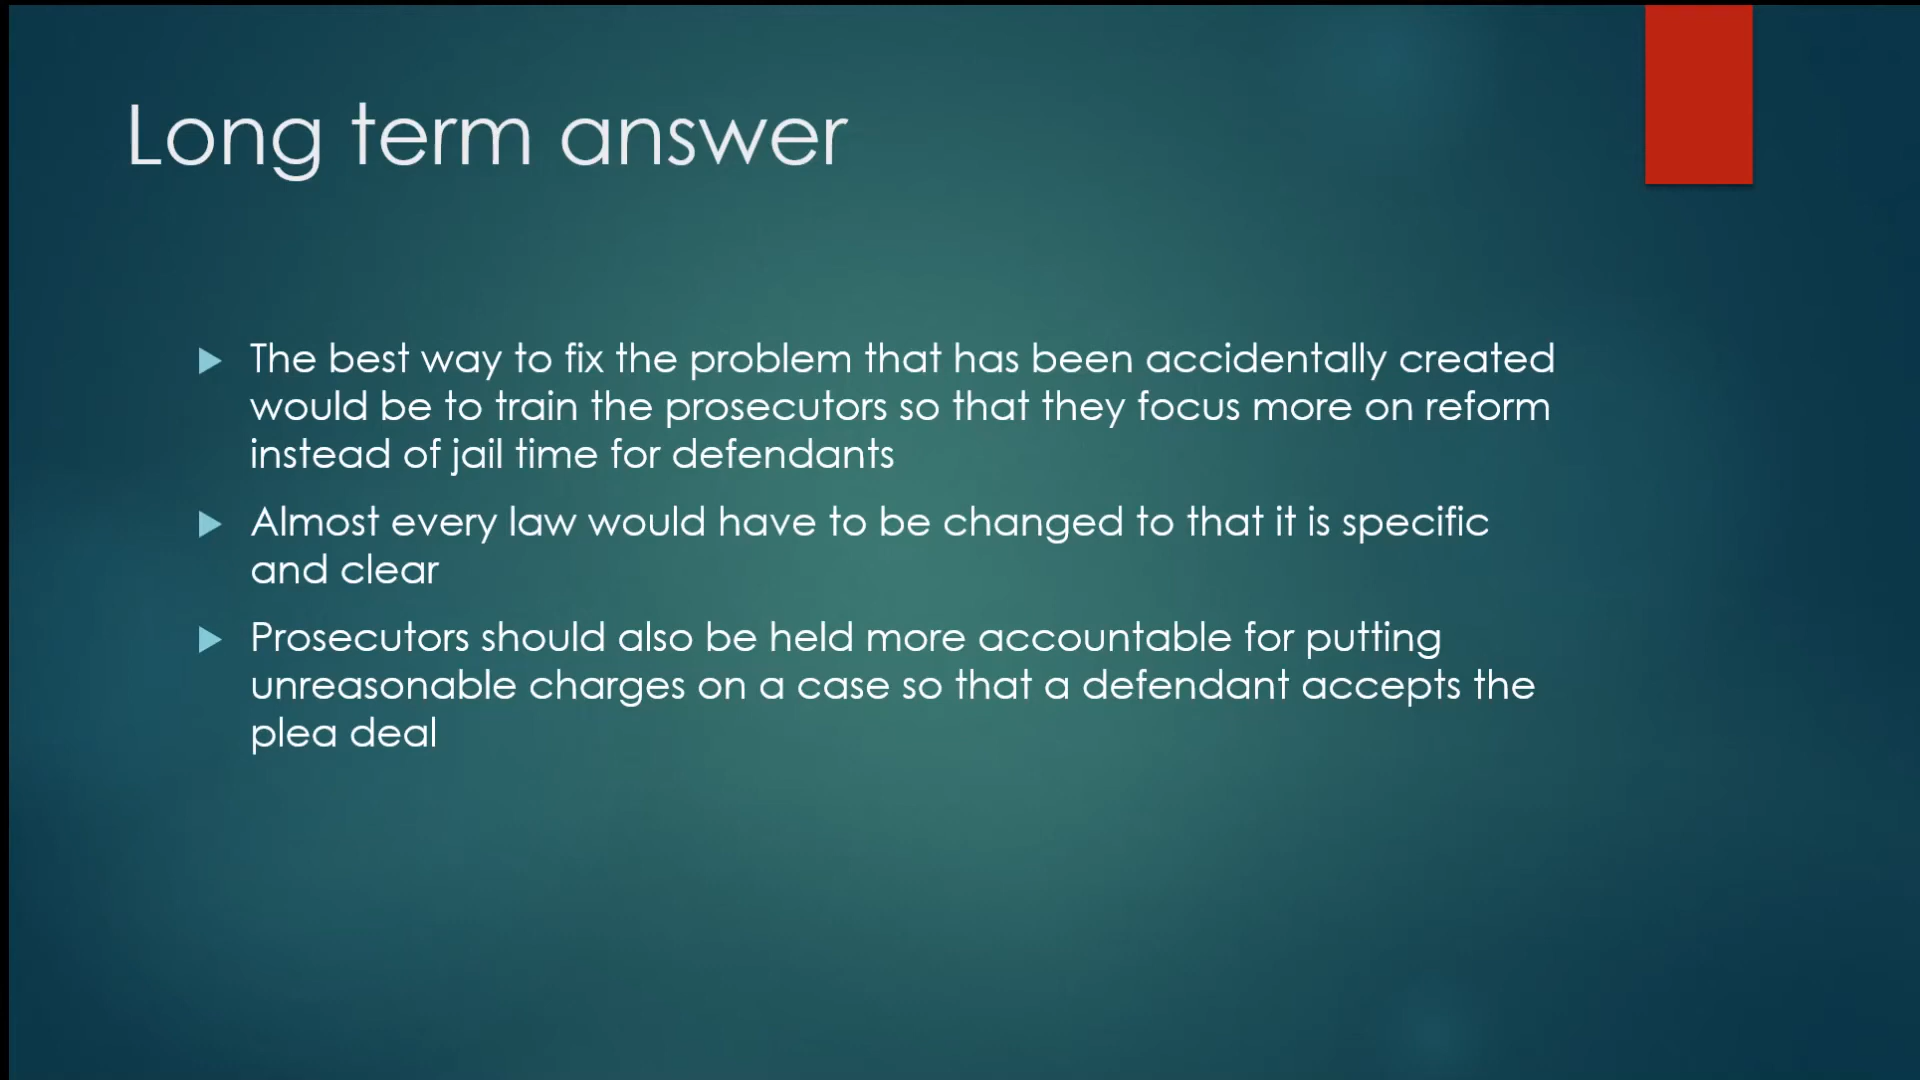 Long term answer
The best way to fix the problem that has been accidentally created
would be to train the prosecutors so that they focus more on reform
instead of jail time for defendants
Almost every law would have to be changed to that it is specific
and clear
Prosecutors should also be held more accountable for putting
unreasonable charges on a case so that a defendant accepts the
plea deal